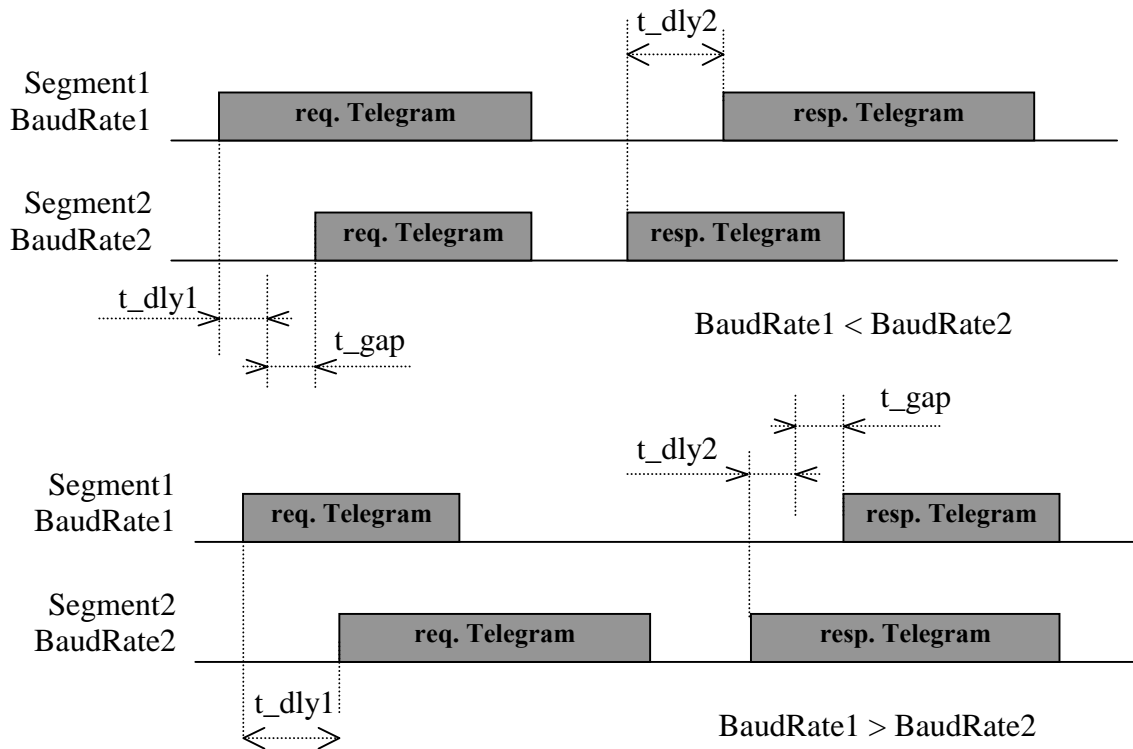 t_dly2
Segment1
BaudRate1
req. Telegram
resp. Telegram
Segment2
BaudRate2
req. Telegram
resp. Telegram
t_dly1
BaudRate1 < BaudRate2
t_gap
t_gap
t_dly2
Segment1
BaudRate1
req. Telegram
resp. Telegram
Segment2
BaudRate2
req. Telegram
resp. Telegram
t_dly1
BaudRate1 > BaudRate2